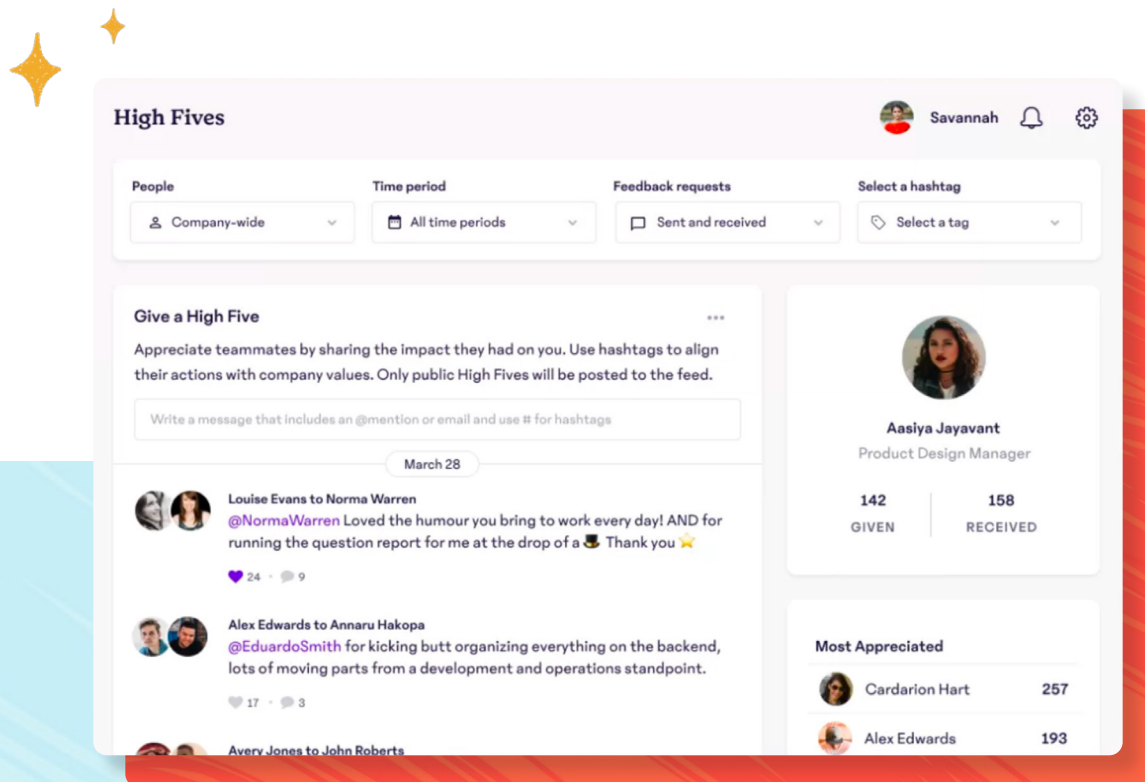 High Fives
Savannah
People
Time period
Feedback requests
Select a hashtag
Company-wide
All time periods
Sent and received
Select a tag
Give a High Five
Appreciate teammates by sharing the impact they had on you. Use hashtags to align
their actions with company values. Only public High Fives will be posted to the feed.
Write a message that includes an @mention or email and use # for hashtags
March 28
Louise Evans to Norma Warren
@NormaWarren Loved the humour you bring to work every day! AND for
running the question report for me at the drop of a 🎩 Thank you ⭐
24 · 9
Alex Edwards to Annaru Hakopa
@EduardoSmith for kicking butt organizing everything on the backend,
lots of moving parts from a development and operations standpoint.
17 · 3
Avery Jones to John Roberts
Aasiya Jayavant
Product Design Manager
142
GIVEN
158
RECEIVED
Most Appreciated
Cardarion Hart 257
Alex Edwards 193